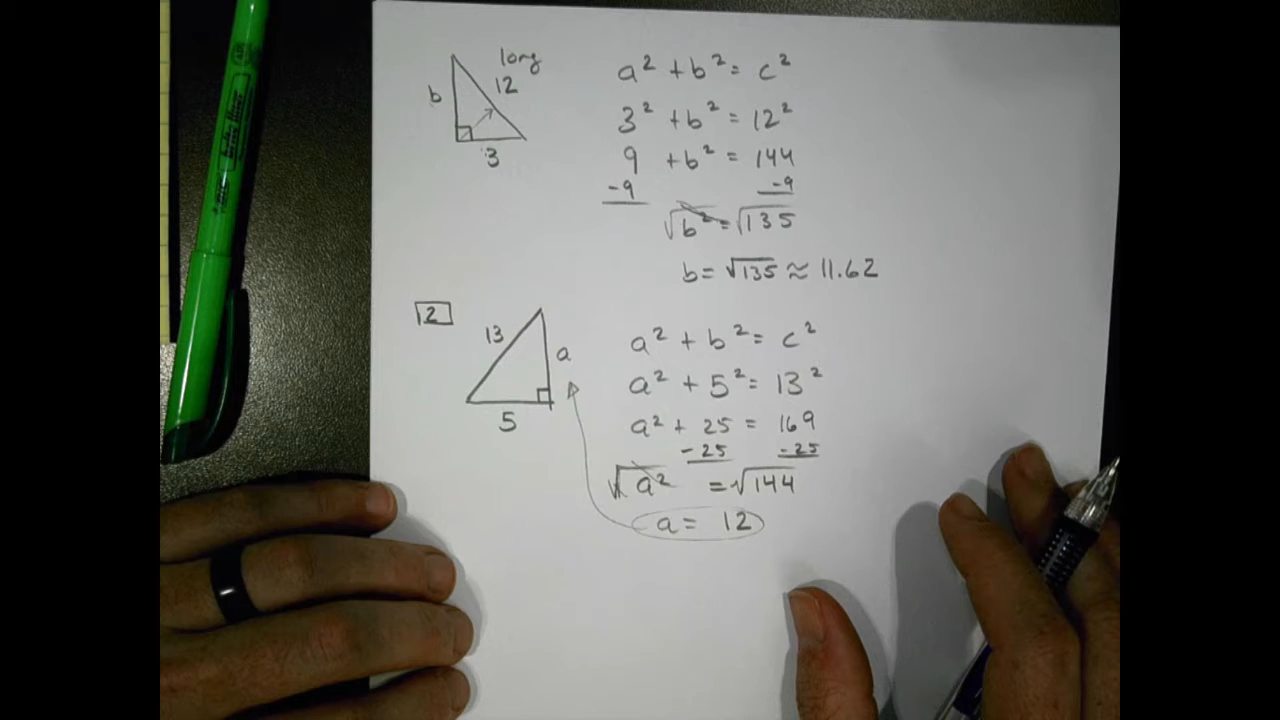 long
12
b
3
a² + b² = c²
3² + b² = 12²
9 + b² = 144
-9 -9
√b² = √135
b = √135 ≈ 11.62
2
13
a
5
a² + b² = c²
a² + 5² = 13²
a² + 25 = 169
-25 -25
√a² = √144
a = 12